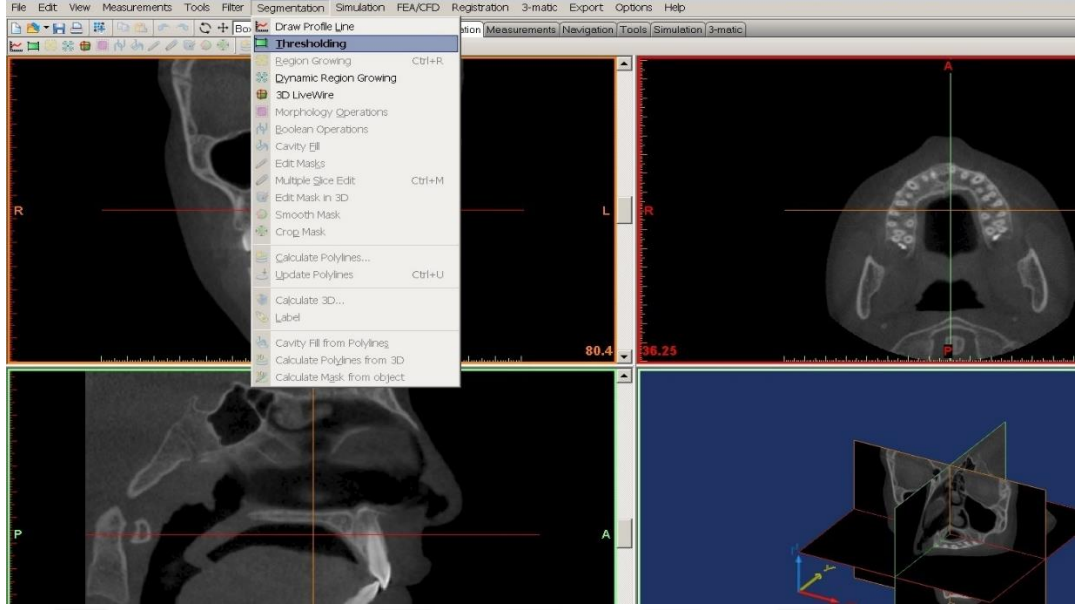 File Edit View Measurements Tools Filter Segmentation Simulation FEA/CFD Registration 3-matic Export Options Help
Measurements Navigation Tools Simulation 3-matic
Draw Profile Line
Thresholding
Region Growing Ctrl+R
Dynamic Region Growing
3D LiveWire
Morphology Operations
Boolean Operations
Cavity Fill
Edit Masks
Multiple Slice Edit Ctrl+M
Edit Mask in 3D
Smooth Mask
Crop Mask
Calculate Polylines...
Update Polylines Ctrl+U
Calculate 3D...
Label
Cavity Fill from Polylines
Calculate Polylines from 3D
Calculate Mask from object
R
L
80.4
A
R
P
36.25
P
A